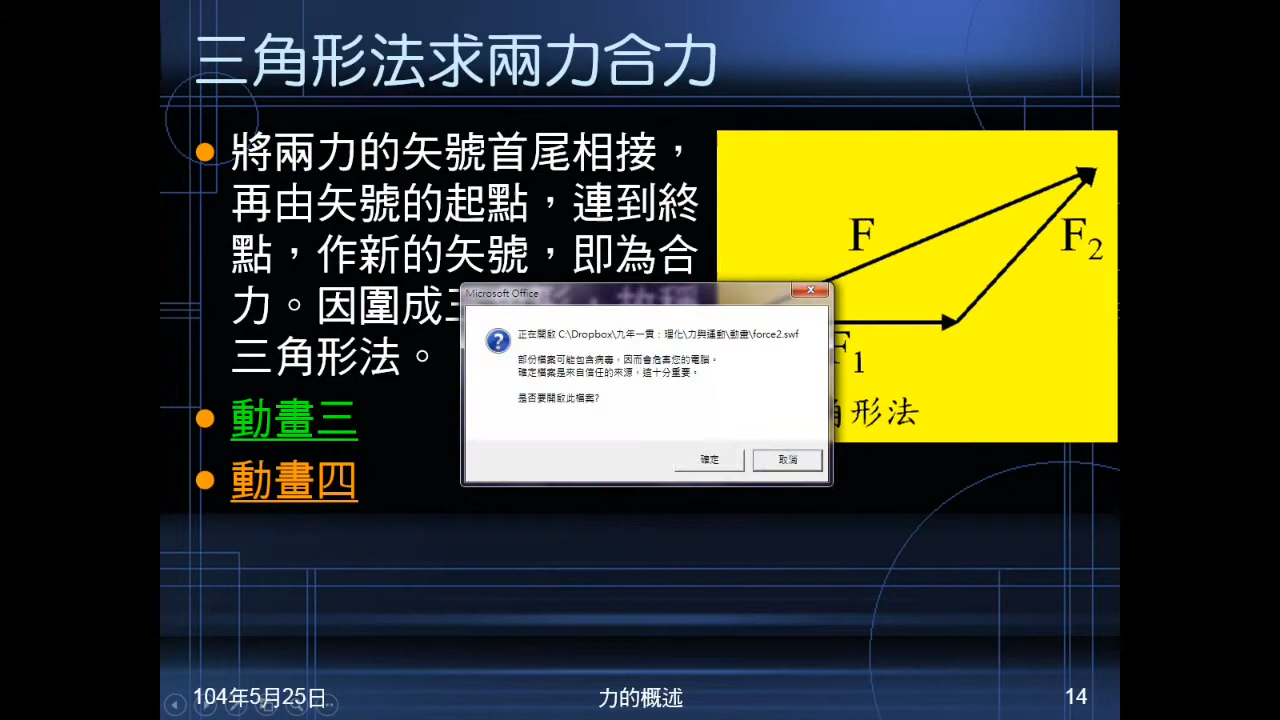 三角形法求兩力合力
將兩力的矢號首尾相接，
再由矢號的起點，連到終
點，作新的矢號，即為合
力。因圍成三角形，故稱
三角形法。
動畫三
動畫四
F
F2
F1
角形法
Microsoft Office
正在開啟 C:\Dropbox\九年一貫：理化\力與運動\動畫\force2.swf
部份檔案可能包含病毒，因而會危害您的電腦。
確定檔案是來自信任的來源，這十分重要。
是否要開啟此檔案?
確定
取消
104年5月25日
力的概述
14